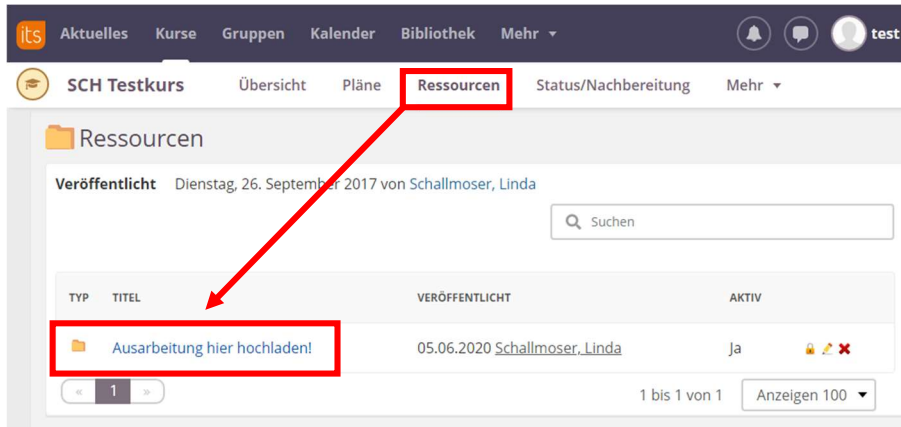 its Aktuelles Kurse Gruppen Kalender Bibliothek Mehr test
SCH Testkurs Übersicht Pläne Ressourcen Status/Nachbereitung Mehr
Ressourcen
Veröffentlicht Dienstag, 26. September 2017 von Schallmoser, Linda
Suchen
TYP TITEL VERÖFFENTLICHT AKTIV
Ausarbeitung hier hochladen! 05.06.2020 Schallmoser, Linda Ja
« 1 » 1 bis 1 von 1 Anzeigen 100